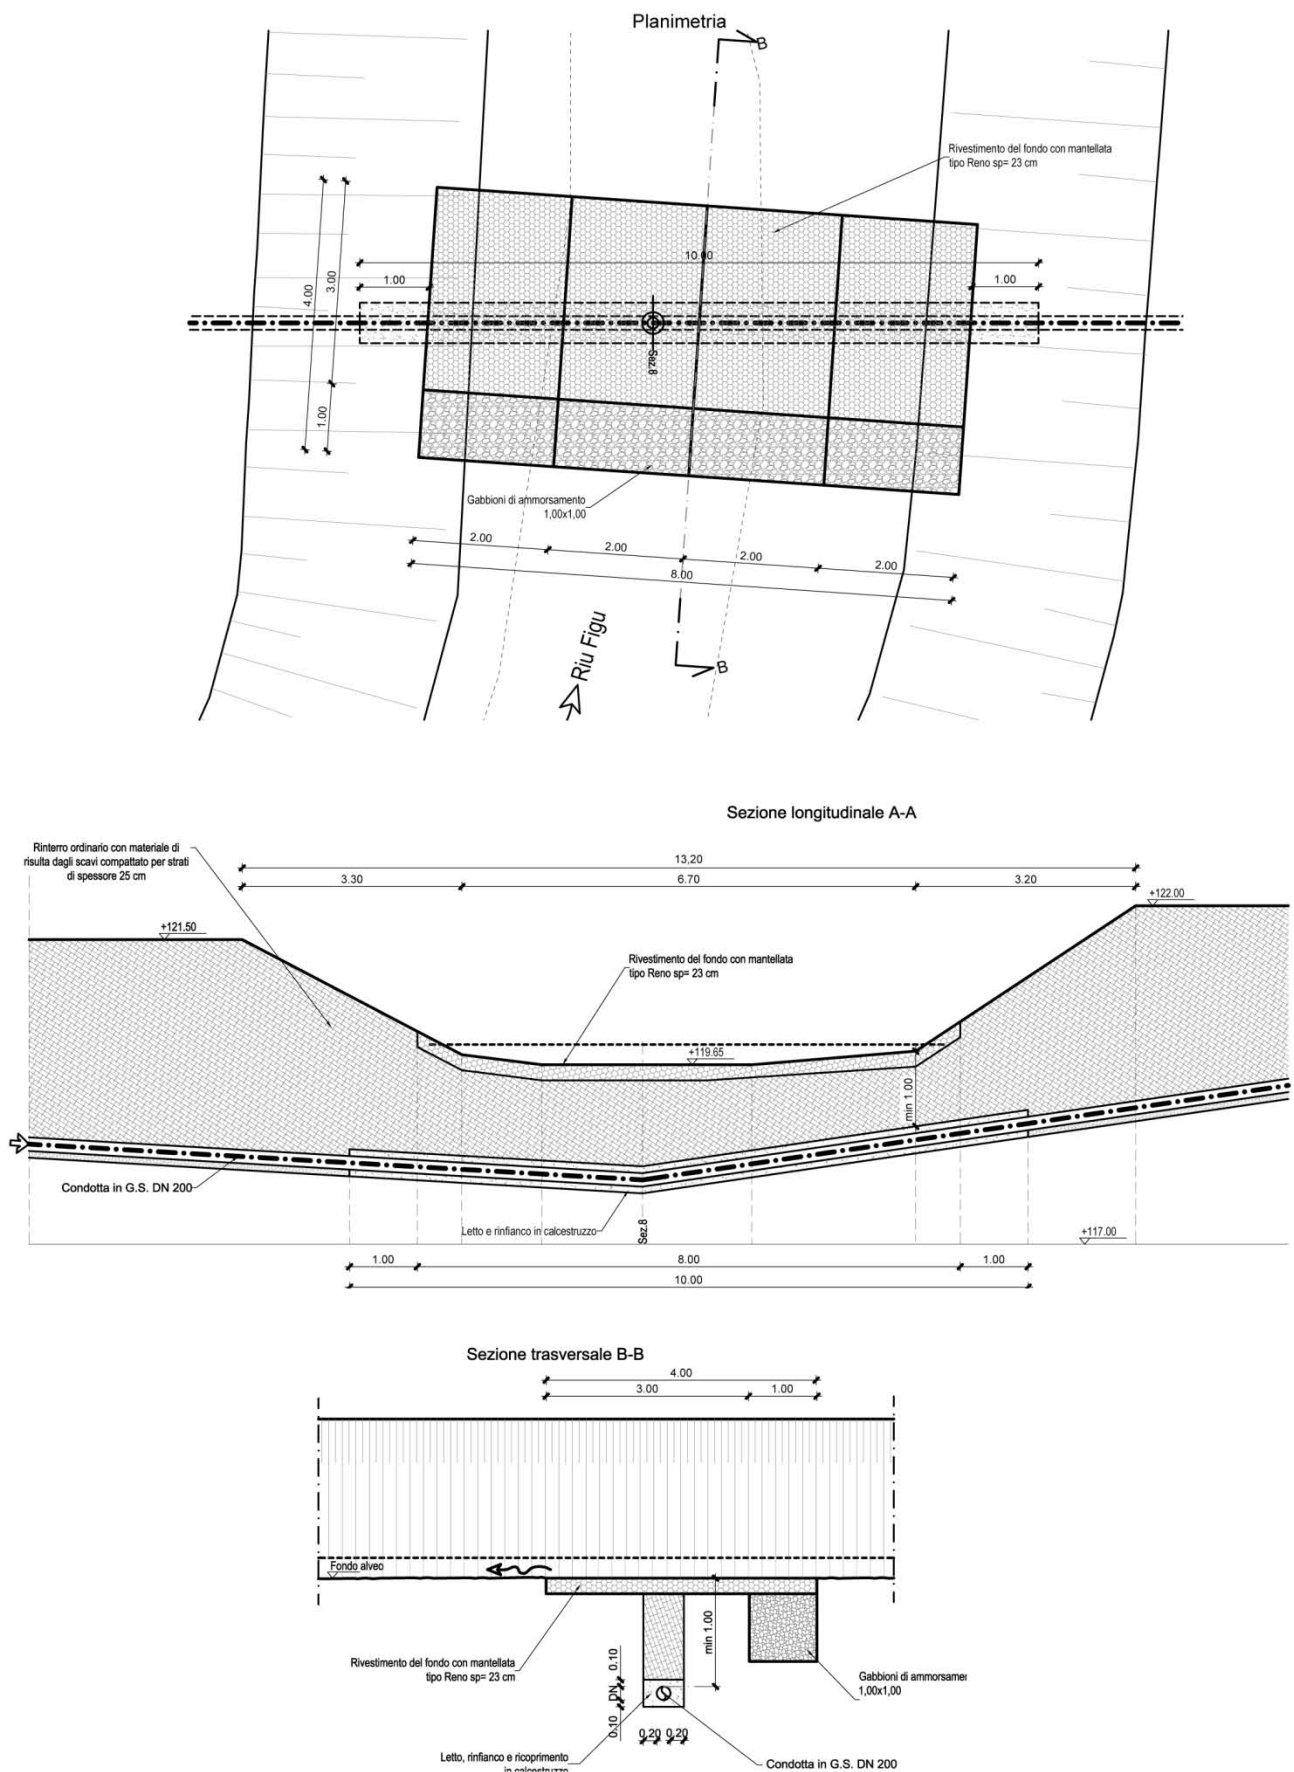 Planimetria
B
Rivestimento del fondo con mantellata
tipo Reno sp= 23 cm
10.00
1.00
1.00
4.00
3.00
1.00
Sez.8
Gabbioni di ammorsamento
1,00x1,00
2.00
2.00
2.00
2.00
8.00
Riu Figu
B
Sezione longitudinale A-A
Rinterro ordinario con materiale di
risulta dagli scavi compattato per strati
di spessore 25 cm
13,20
3.30
6.70
3.20
+122.00
+121.50
Rivestimento del fondo con mantellata
tipo Reno sp= 23 cm
+119.65
min 1.00
Condotta in G.S. DN 200
Letto e rinfianco in calcestruzzo
Sez.8
+117.00
1.00
8.00
1.00
10.00
Sezione trasversale B-B
4.00
3.00
1.00
Fondo alveo
min 1.00
Rivestimento del fondo con mantellata
tipo Reno sp= 23 cm
0.10
DN
0.10
Gabbioni di ammorsamer
1,00x1,00
0.20
0.20
Letto, rinfianco e ricoprimento
in calcestruzzo
Condotta in G.S. DN 200